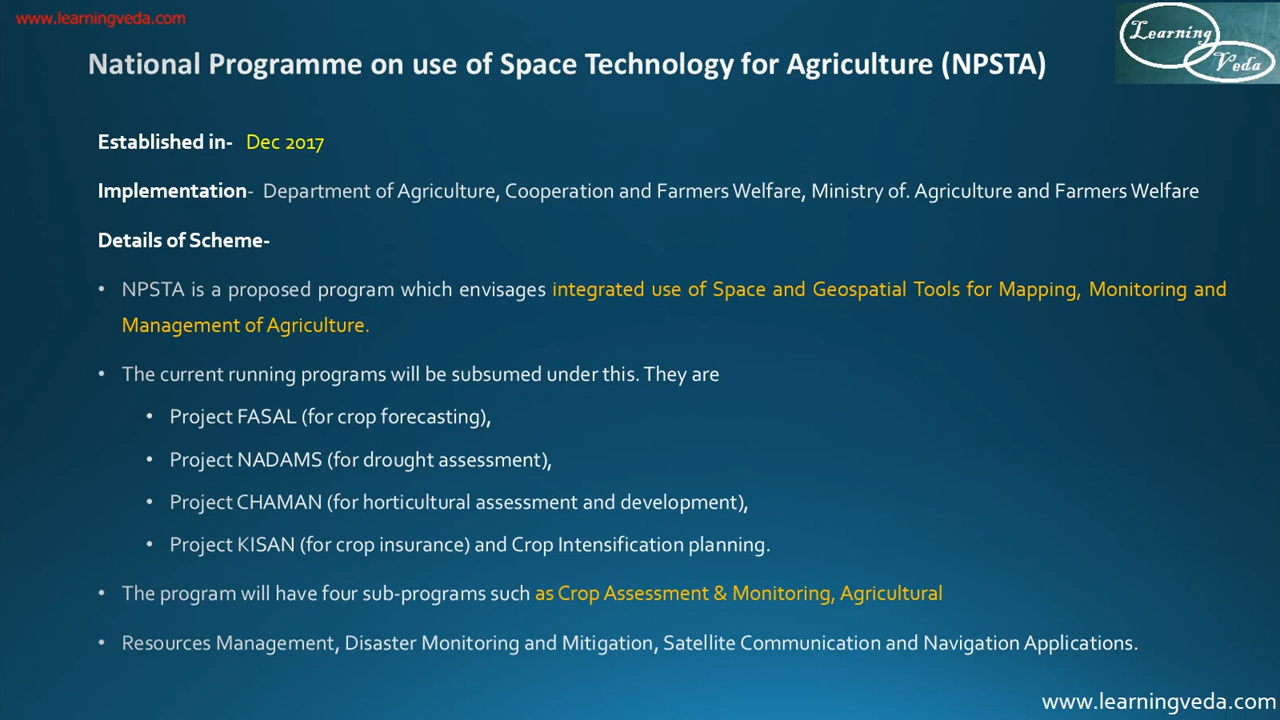 www.learningveda.com
Learning
Veda
National Programme on use of Space Technology for Agriculture (NPSTA)
Established in- Dec 2017
Implementation- Department of Agriculture, Cooperation and Farmers Welfare, Ministry of. Agriculture and Farmers Welfare
Details of Scheme-
• NPSTA is a proposed program which envisages integrated use of Space and Geospatial Tools for Mapping, Monitoring and
Management of Agriculture.
• The current running programs will be subsumed under this. They are
• Project FASAL (for crop forecasting),
• Project NADAMS (for drought assessment),
• Project CHAMAN (for horticultural assessment and development),
• Project KISAN (for crop insurance) and Crop Intensification planning.
• The program will have four sub-programs such as Crop Assessment & Monitoring, Agricultural
• Resources Management, Disaster Monitoring and Mitigation, Satellite Communication and Navigation Applications.
www.learningveda.com